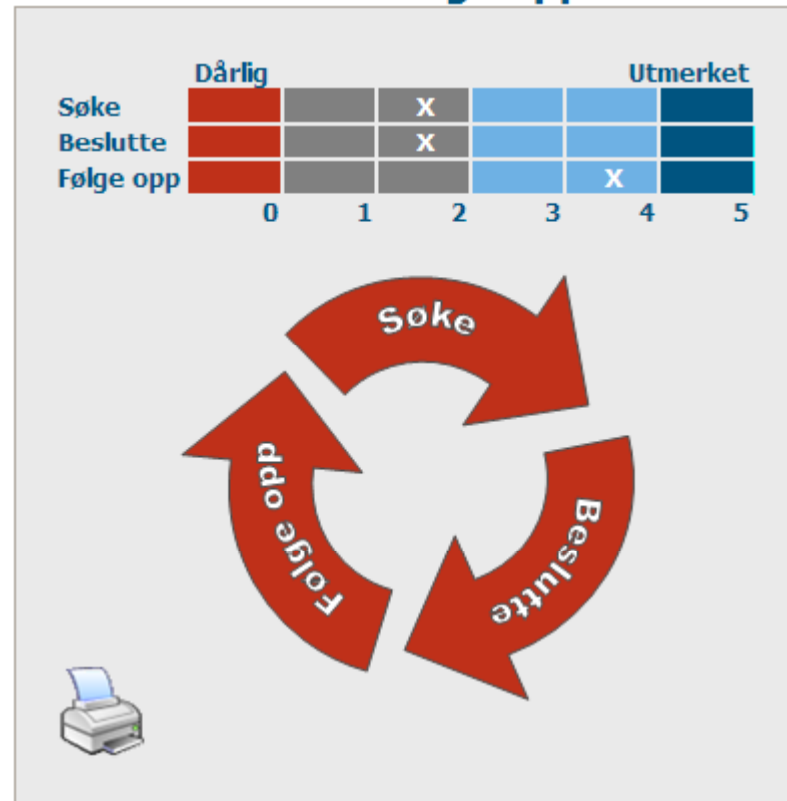 Dårlig Utmerket
Søke X
Beslutte X
Følge opp X
0 1 2 3 4 5
Søke
Beslutte
Følge opp